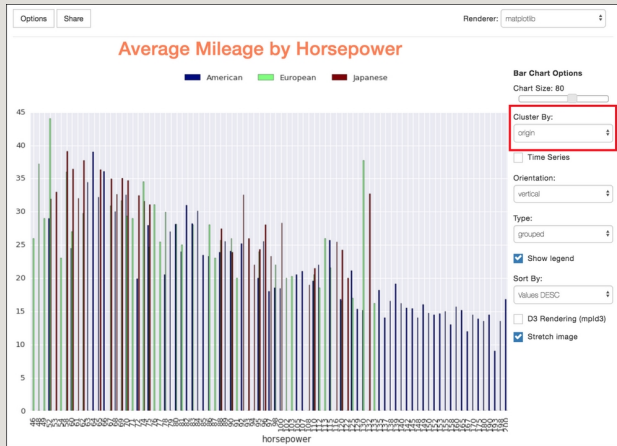 Options Share Renderer: matplotlib
Average Mileage by Horsepower
American European Japanese
Bar Chart Options
Chart Size: 80
Cluster By:
origin
Time Series
Orientation:
vertical
Type:
grouped
Show legend
Sort By:
Values DESC
D3 Rendering (mpld3)
Stretch image
45
40
35
30
25
20
15
10
5
0
horsepower